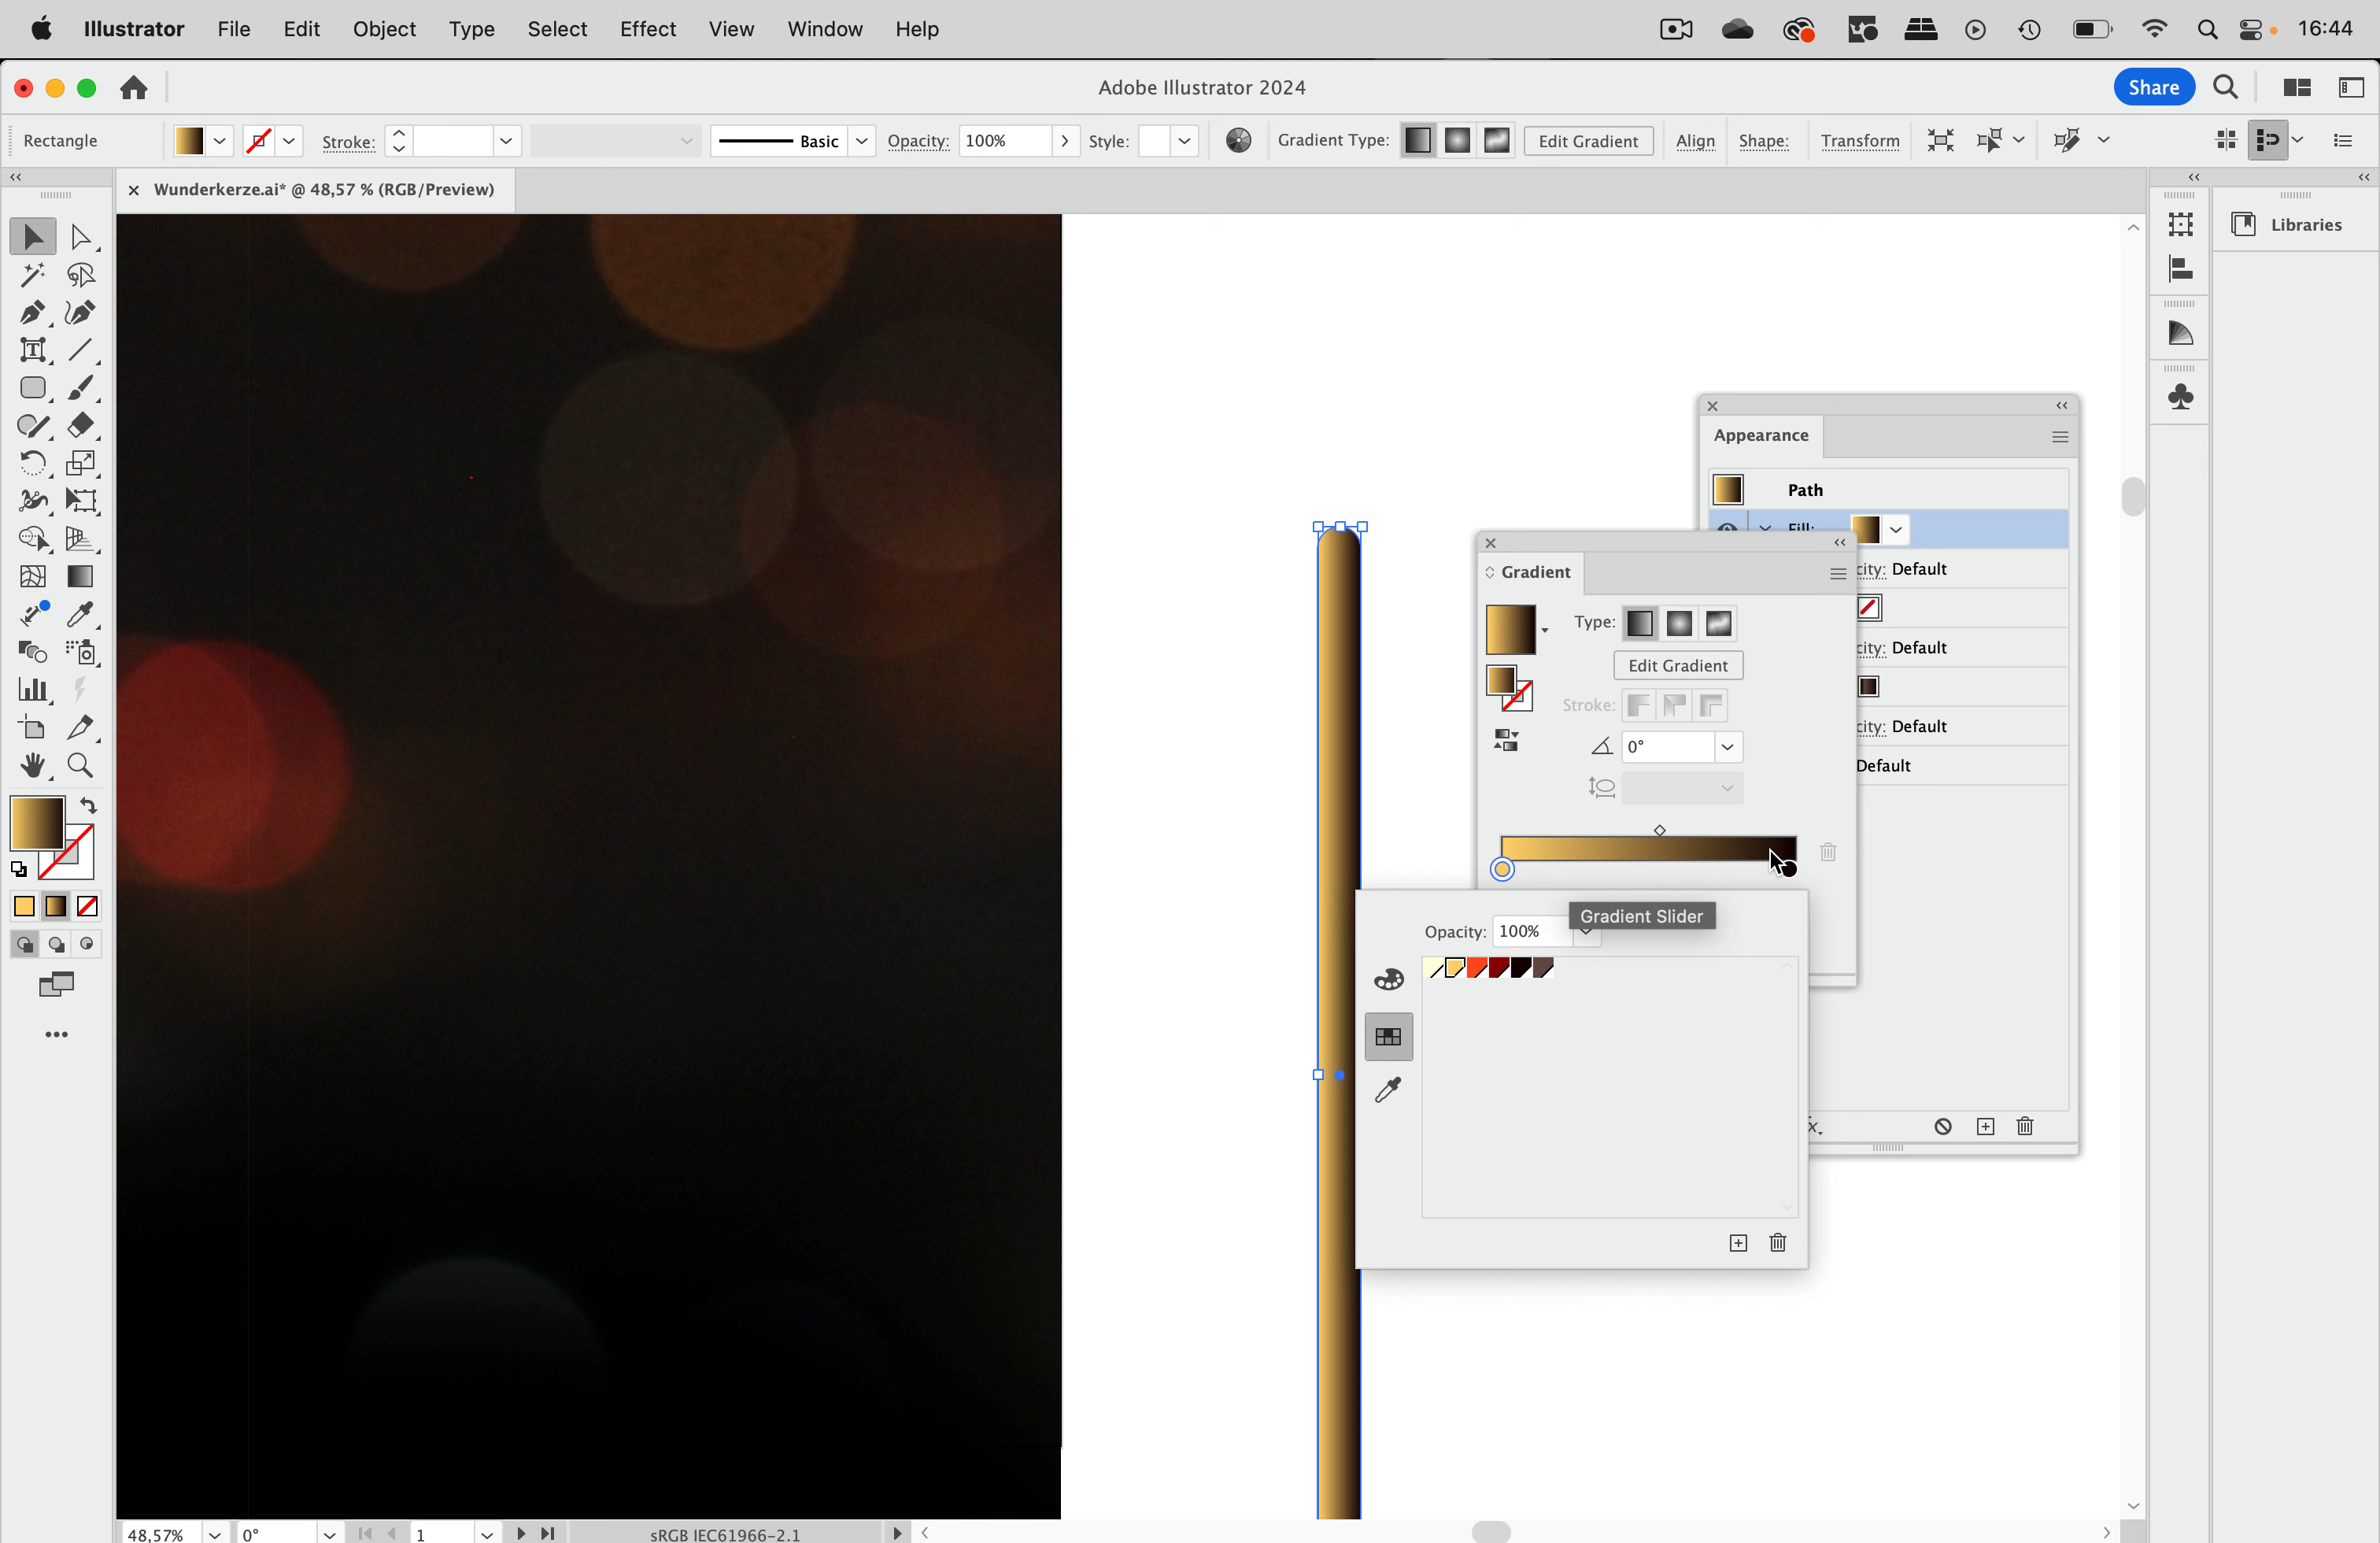 Illustrator File Edit Object Type Select Effect View Window Help 16:44
Adobe Illustrator 2024 Share
Rectangle Stroke: Basic Opacity: 100% Style: Gradient Type: Edit Gradient Align Shape: Transform
Wunderkerze.ai* @ 48,57 % (RGB/Preview)
Libraries
Appearance
Path
Fill:
Gradient
city: Default
Type:
Edit Gradient
city: Default
Stroke:
city: Default
0°
Default
Gradient Slider
Opacity: 100%
48,57% 0° 1 sRGB IEC61966-2.1